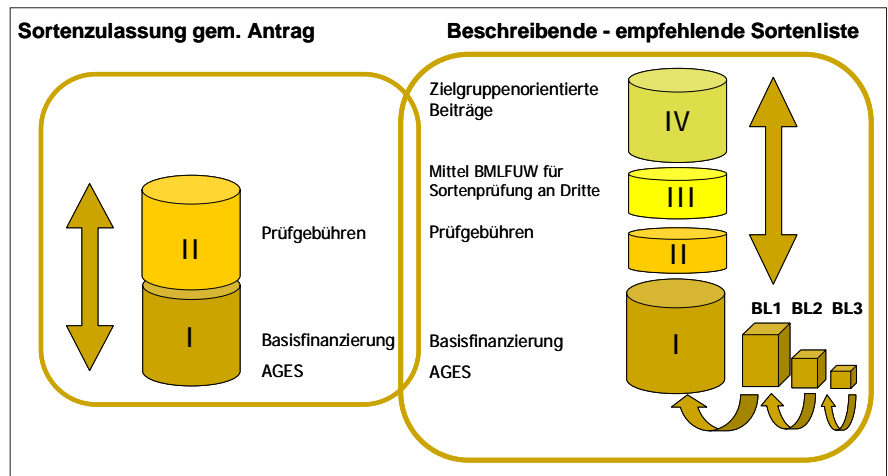 Sortenzulassung gem. Antrag
II
Prüfgebühren
I
Basisfinanzierung
AGES
Beschreibende - empfehlende Sortenliste
Zielgruppenorientierte
Beiträge
IV
Mittel BMLFUW für
Sortenprüfung an Dritte
III
Prüfgebühren
II
BL1 BL2 BL3
Basisfinanzierung
AGES
I